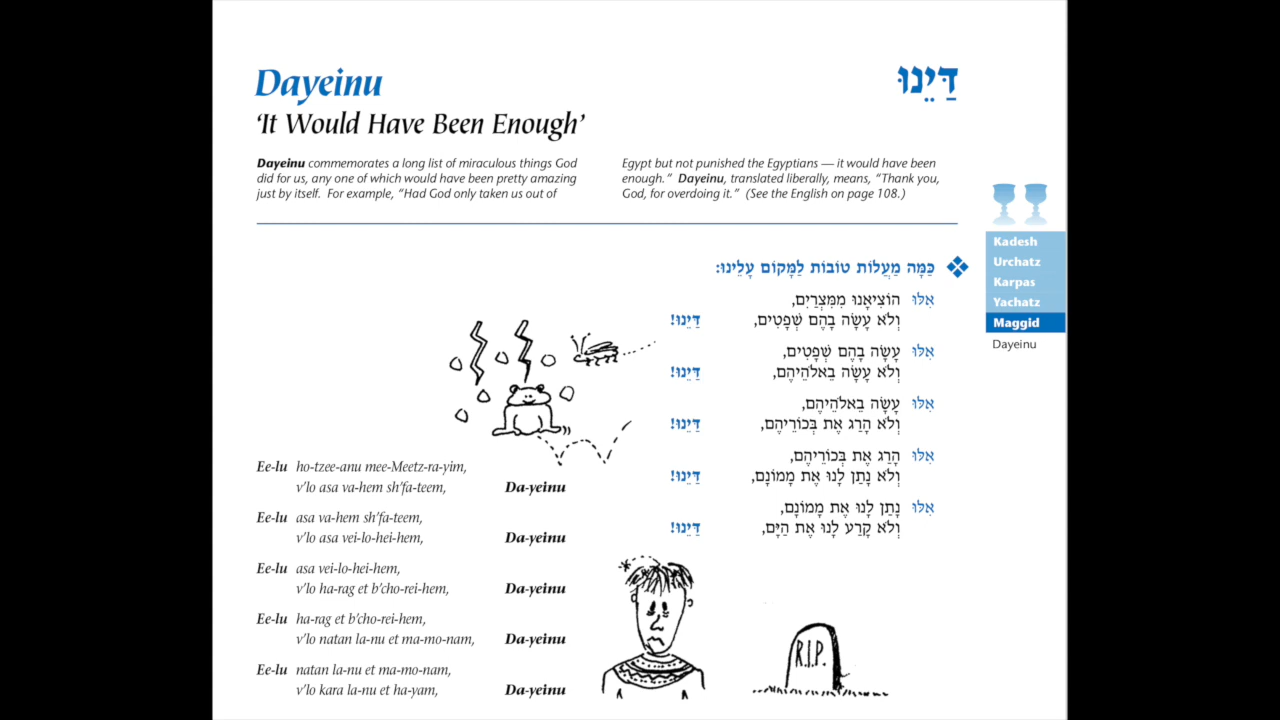 Dayeinu
דַּיֵּנוּ
‘It Would Have Been Enough’
Dayeinu commemorates a long list of miraculous things God
did for us, any one of which would have been pretty amazing
just by itself. For example, “Had God only taken us out of
Egypt but not punished the Egyptians — it would have been
enough.” Dayeinu, translated liberally, means, “Thank you,
God, for overdoing it.” (See the English on page 108.)
Kadesh
Urchatz
Karpas
Yachatz
Maggid
Dayeinu
כַּמָּה מַעֲלוֹת טוֹבוֹת לַמָּקוֹם עָלֵינוּ:
אִלּוּ הוֹצִיאָנוּ מִמִּצְרַיִם,
וְלֹא עָשָׂה בָהֶם שְׁפָטִים, דַּיֵּנוּ!
אִלּוּ עָשָׂה בָהֶם שְׁפָטִים,
וְלֹא עָשָׂה בֵאלֹהֵיהֶם, דַּיֵּנוּ!
אִלּוּ עָשָׂה בֵאלֹהֵיהֶם,
וְלֹא הָרַג אֶת בְּכוֹרֵיהֶם, דַּיֵּנוּ!
אִלּוּ הָרַג אֶת בְּכוֹרֵיהֶם,
וְלֹא נָתַן לָנוּ אֶת מָמוֹנָם, דַּיֵּנוּ!
אִלּוּ נָתַן לָנוּ אֶת מָמוֹנָם,
וְלֹא קָרַע לָנוּ אֶת הַיָּם, דַּיֵּנוּ!
Ee-lu ho-tzee-anu mee-Meetz-ra-yim,
v’lo asa va-hem sh’fa-teem, Da-yeinu
Ee-lu asa va-hem sh’fa-teem,
v’lo asa vei-lo-hei-hem, Da-yeinu
Ee-lu asa vei-lo-hei-hem,
v’lo ha-rag et b’cho-rei-hem, Da-yeinu
Ee-lu ha-rag et b’cho-rei-hem,
v’lo natan la-nu et ma-mo-nam, Da-yeinu
Ee-lu natan la-nu et ma-mo-nam,
v’lo kara la-nu et ha-yam, Da-yeinu
R.I.P.